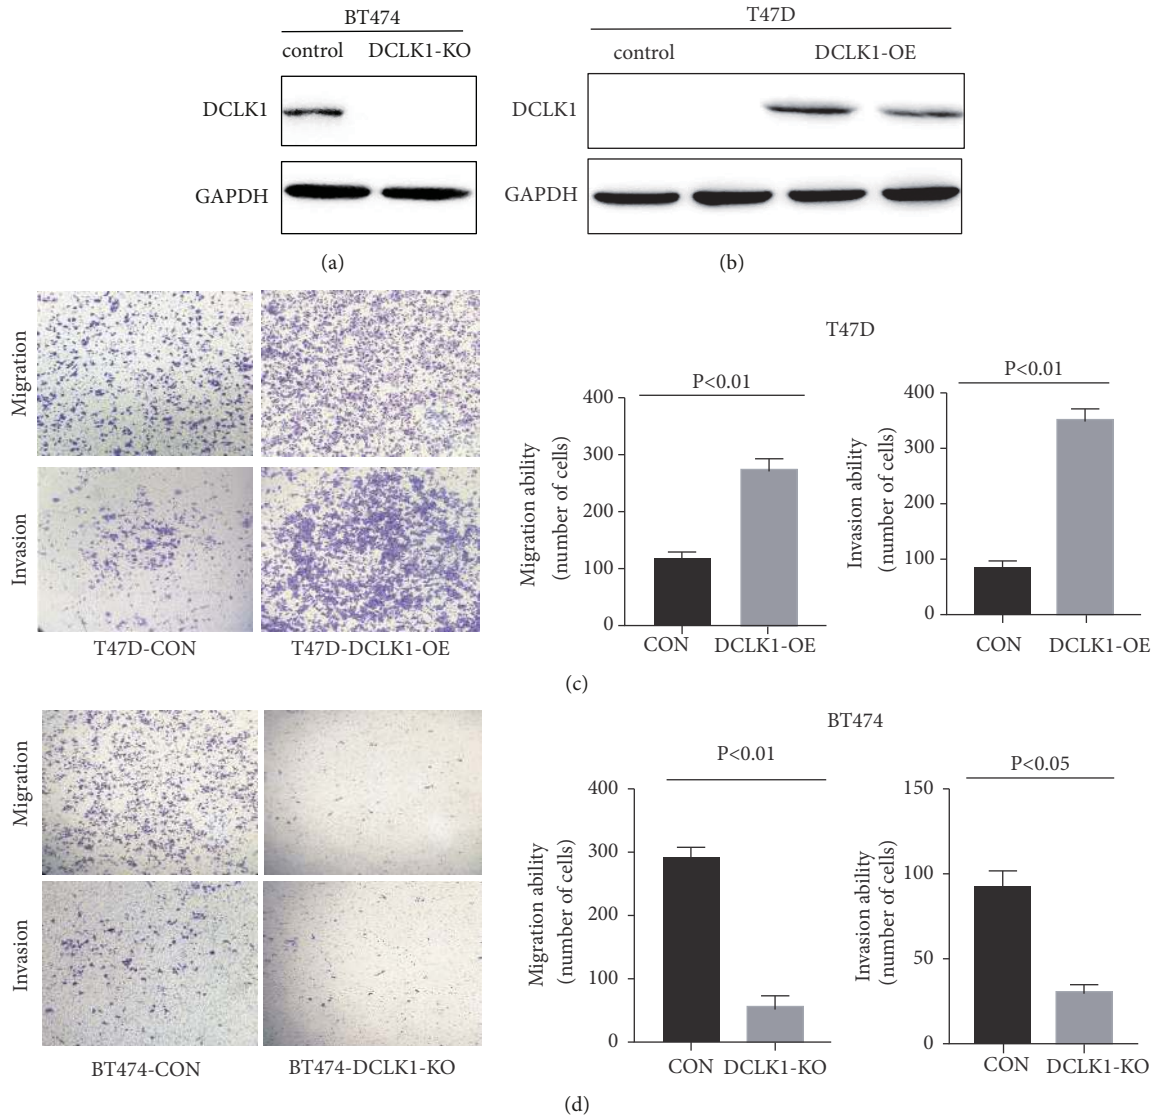 BT474
control DCLK1-KO
DCLK1
GAPDH
(a)
T47D
control DCLK1-OE
DCLK1
GAPDH
(b)
Migration
Invasion
T47D-CON T47D-DCLK1-OE
T47D
P<0.01
Migration ability
(number of cells)
400
300
200
100
0
CON DCLK1-OE
P<0.01
Invasion ability
(number of cells)
400
300
200
100
0
CON DCLK1-OE
(c)
Migration
Invasion
BT474-CON BT474-DCLK1-KO
BT474
P<0.01
Migration ability
(number of cells)
400
300
200
100
0
CON DCLK1-KO
P<0.05
Invasion ability
(number of cells)
150
100
50
0
CON DCLK1-KO
(d)